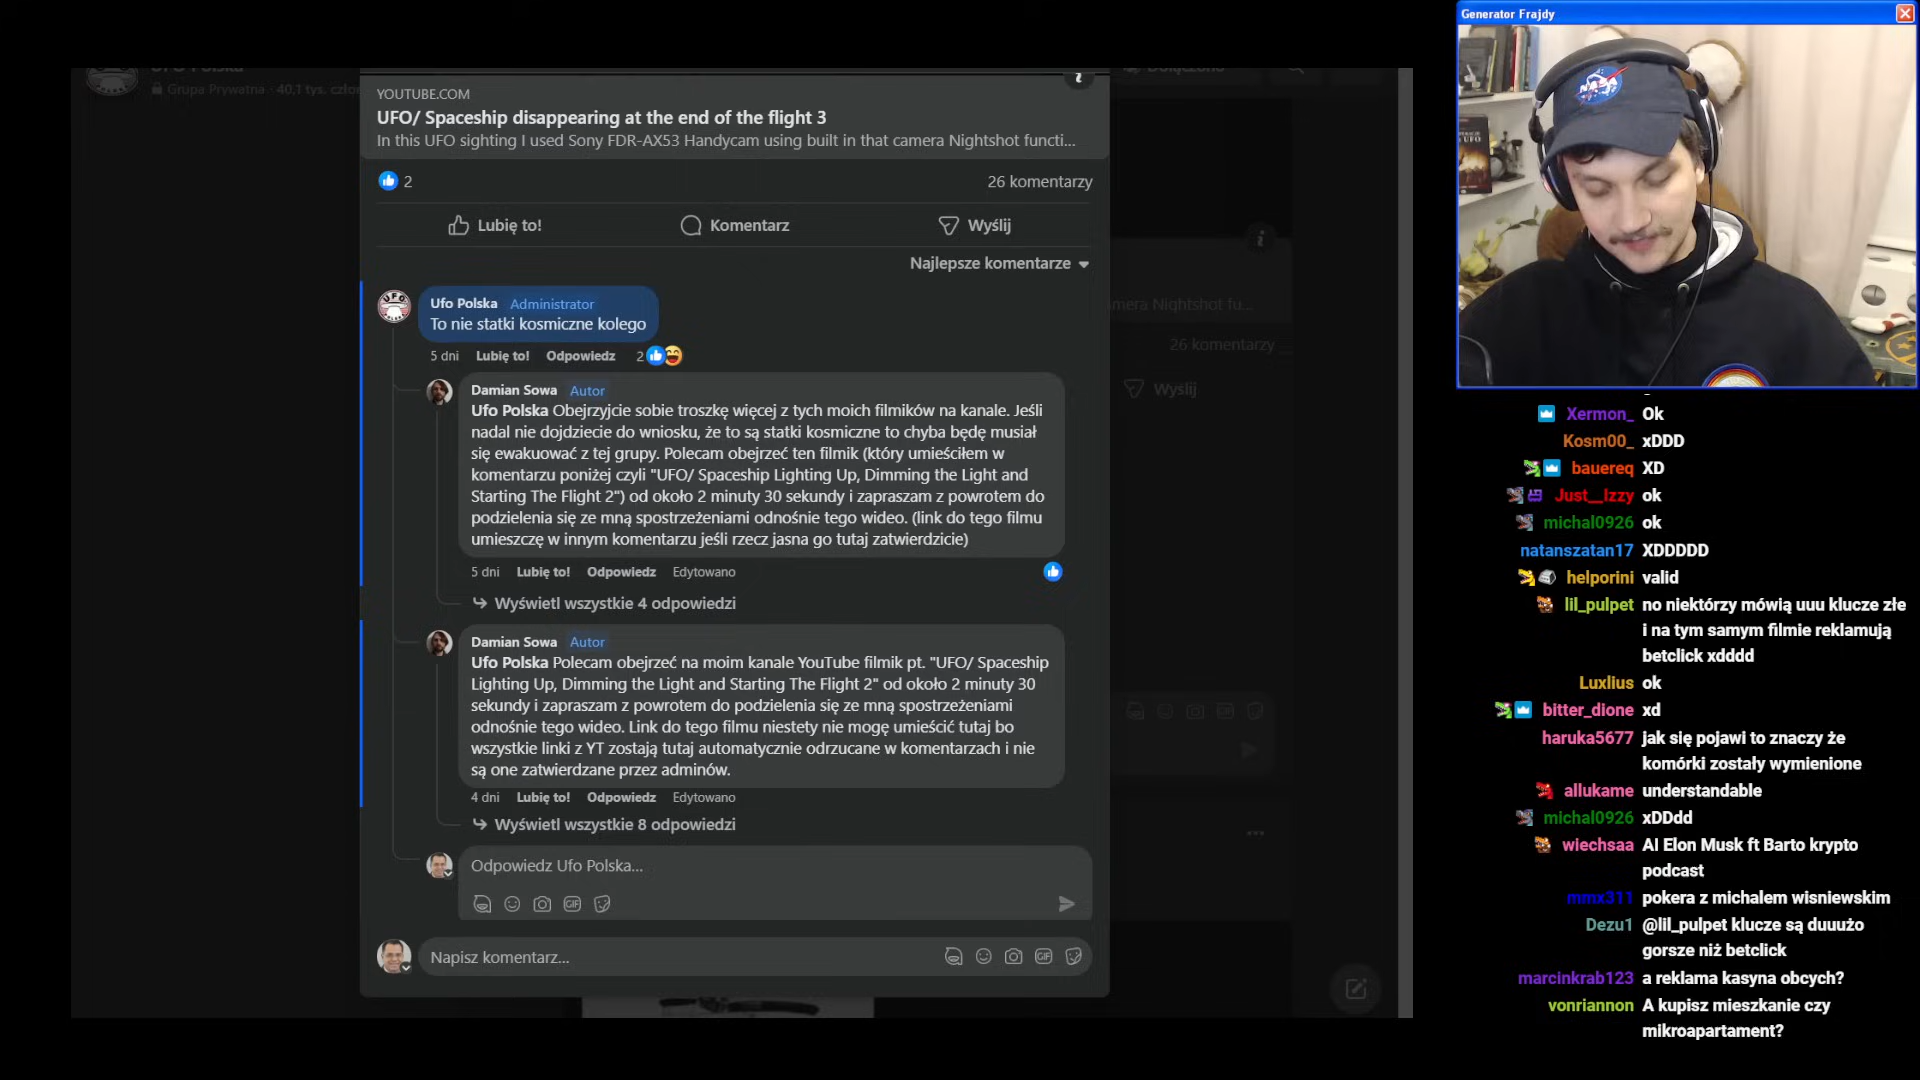 Generator Frajdy
Grupa Prywatna · 40,1 tys. człon
YOUTUBE.COM
UFO/ Spaceship disappearing at the end of the flight 3
In this UFO sighting I used Sony FDR-AX53 Handycam using built in that camera Nightshot functi...
2
26 komentarzy
Lubię to!
Komentarz
Wyślij
Najlepsze komentarze
Ufo Polska Administrator
To nie statki kosmiczne kolego
5 dni Lubię to! Odpowiedz 2
Damian Sowa Autor
Ufo Polska Obejrzyjcie sobie troszkę więcej z tych moich filmików na kanale. Jeśli
nadal nie dojdziecie do wniosku, że to są statki kosmiczne to chyba będę musiał
się ewakuować z tej grupy. Polecam obejrzeć ten filmik (który umieściłem w
komentarzu poniżej czyli "UFO/ Spaceship Lighting Up, Dimming the Light and
Starting The Flight 2") od około 2 minuty 30 sekundy i zapraszam z powrotem do
podzielenia się ze mną spostrzeżeniami odnośnie tego wideo. (link do tego filmu
umieszczę w innym komentarzu jeśli rzecz jasna go tutaj zatwierdzicie)
5 dni Lubię to! Odpowiedz Edytowano
Wyświetl wszystkie 4 odpowiedzi
Damian Sowa Autor
Ufo Polska Polecam obejrzeć na moim kanale YouTube filmik pt. "UFO/ Spaceship
Lighting Up, Dimming the Light and Starting The Flight 2" od około 2 minuty 30
sekundy i zapraszam z powrotem do podzielenia się ze mną spostrzeżeniami
odnośnie tego wideo. Link do tego filmu niestety nie mogę umieścić tutaj bo
wszystkie linki z YT zostają tutaj automatycznie odrzucane w komentarzach i nie
są one zatwierdzane przez adminów.
4 dni Lubię to! Odpowiedz Edytowano
Wyświetl wszystkie 8 odpowiedzi
Odpowiedz Ufo Polska...
GIF
Napisz komentarz...
GIF
mera Nightshot fu...
26 komentarzy
Wyślij
Xermon_ Ok
Kosm00_ xDDD
bauereq XD
Just__Izzy ok
michal0926 ok
natanszatan17 XDDDDD
helporini valid
lil_pulpet no niektórzy mówią uuu klucze złe
i na tym samym filmie reklamują
betclick xdddd
Luxlius ok
bitter_dione xd
haruka5677 jak się pojawi to znaczy że
komórki zostały wymienione
allukame understandable
michal0926 xDDdd
wiechsaa AI Elon Musk ft Barto krypto
podcast
mmx311 pokera z michalem wisniewskim
Dezu1 @lil_pulpet klucze są duuużo
gorsze niż betclick
marcinkrab123 a reklama kasyna obcych?
vonriannon A kupisz mieszkanie czy
mikroapartament?